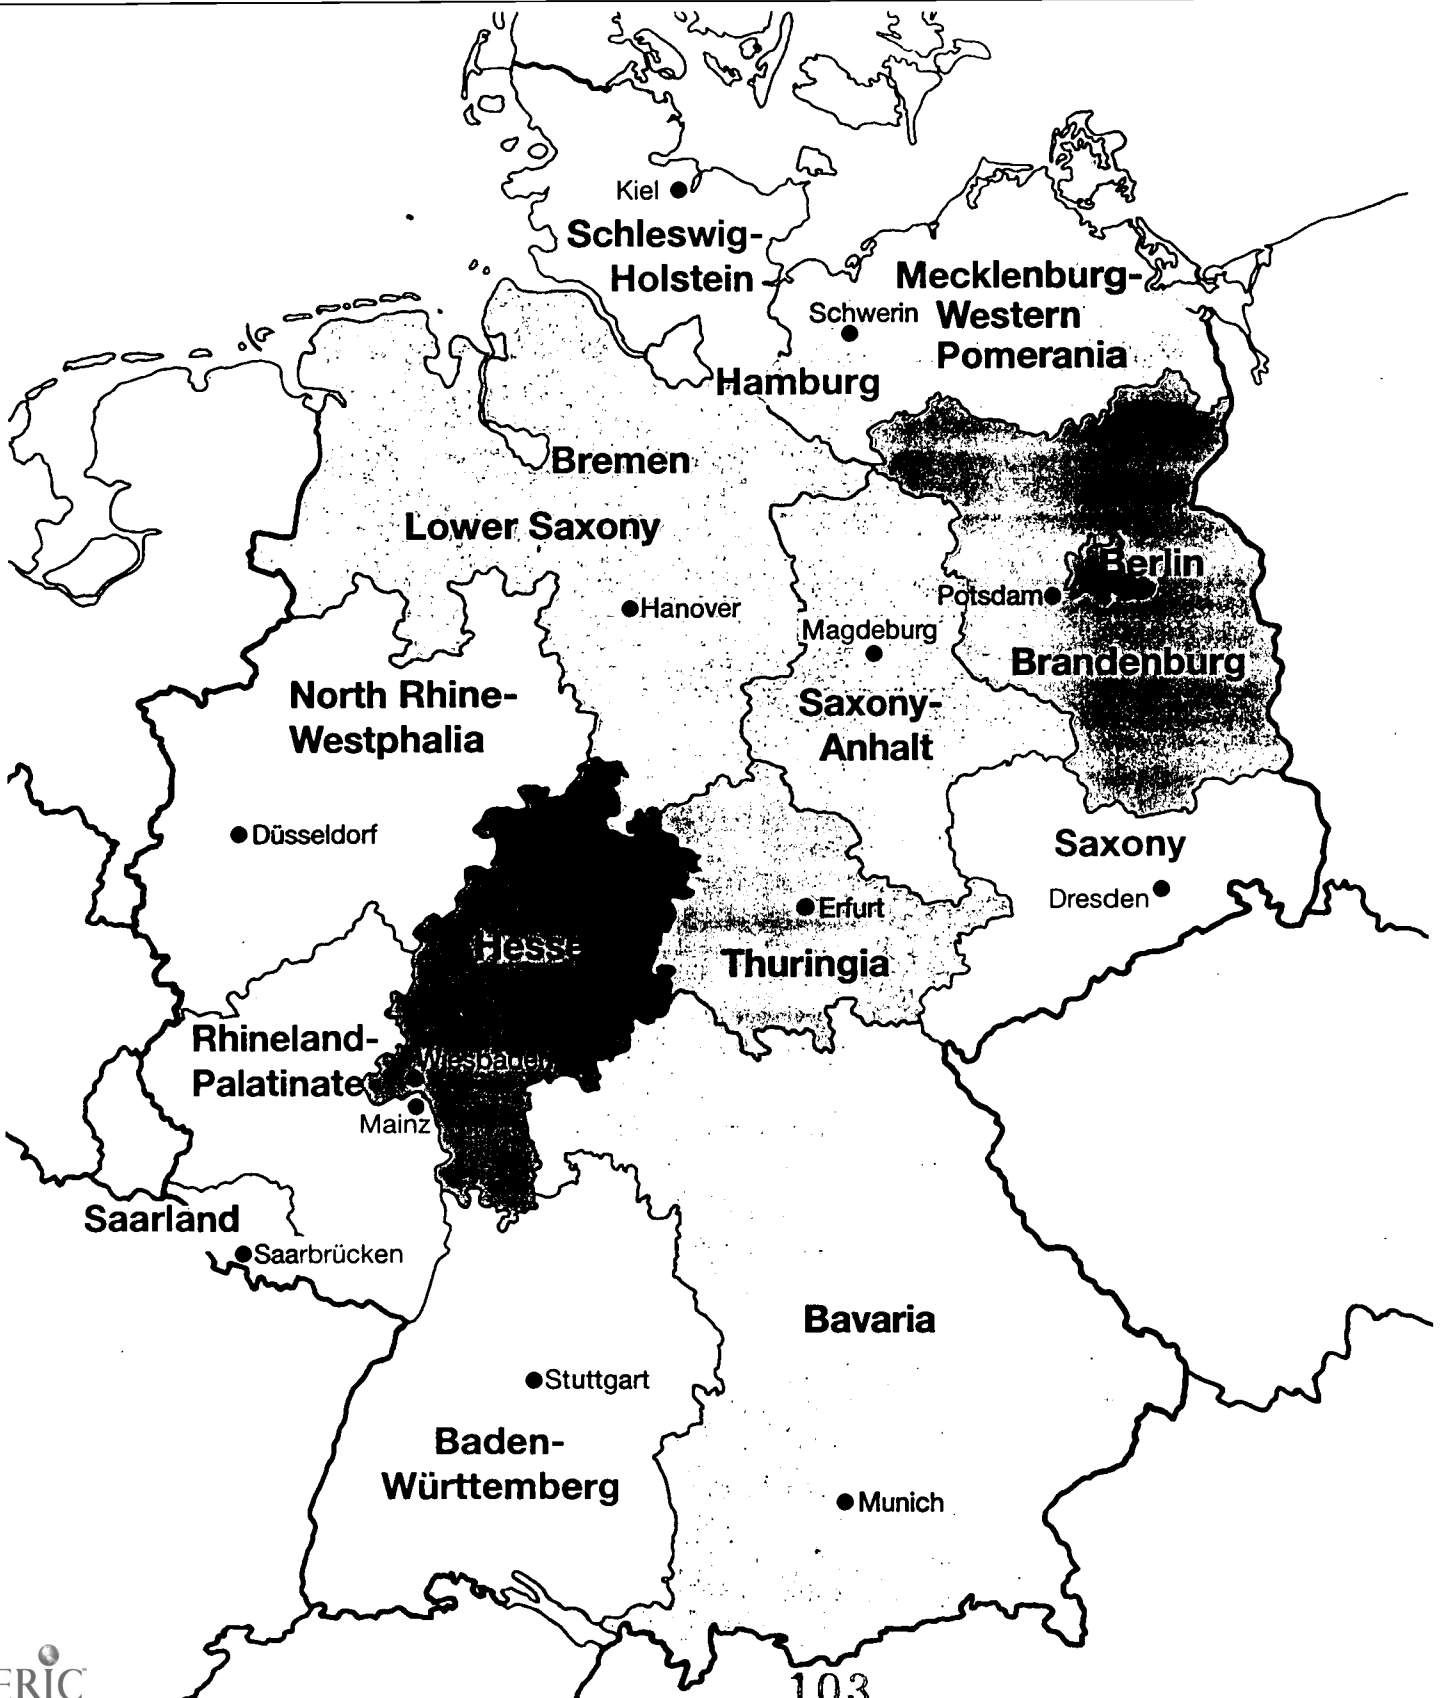 Kiel
Schleswig-
Holstein
Mecklenburg-
Western
Pomerania
Schwerin
Hamburg
Bremen
Lower Saxony
Berlin
Potsdam
Hanover
Magdeburg
Brandenburg
North Rhine-
Westphalia
Saxony-
Anhalt
Düsseldorf
Saxony
Dresden
Erfurt
Hesse
Thuringia
Rhineland-
Palatinate
Wiesbaden
Mainz
Saarland
Saarbrücken
Bavaria
Stuttgart
Baden-
Württemberg
Munich
ERIC
103